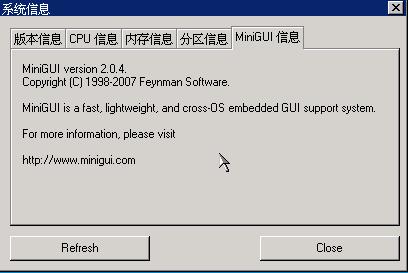 系统信息
版本信息 CPU 信息 内存信息 分区信息 MiniGUI 信息
MiniGUI version 2.0.4.
Copyright (C) 1998-2007 Feynman Software.
MiniGUI is a fast, lightweight, and cross-OS embedded GUI support system.
For more information, please visit
http://www.minigui.com
Refresh Close